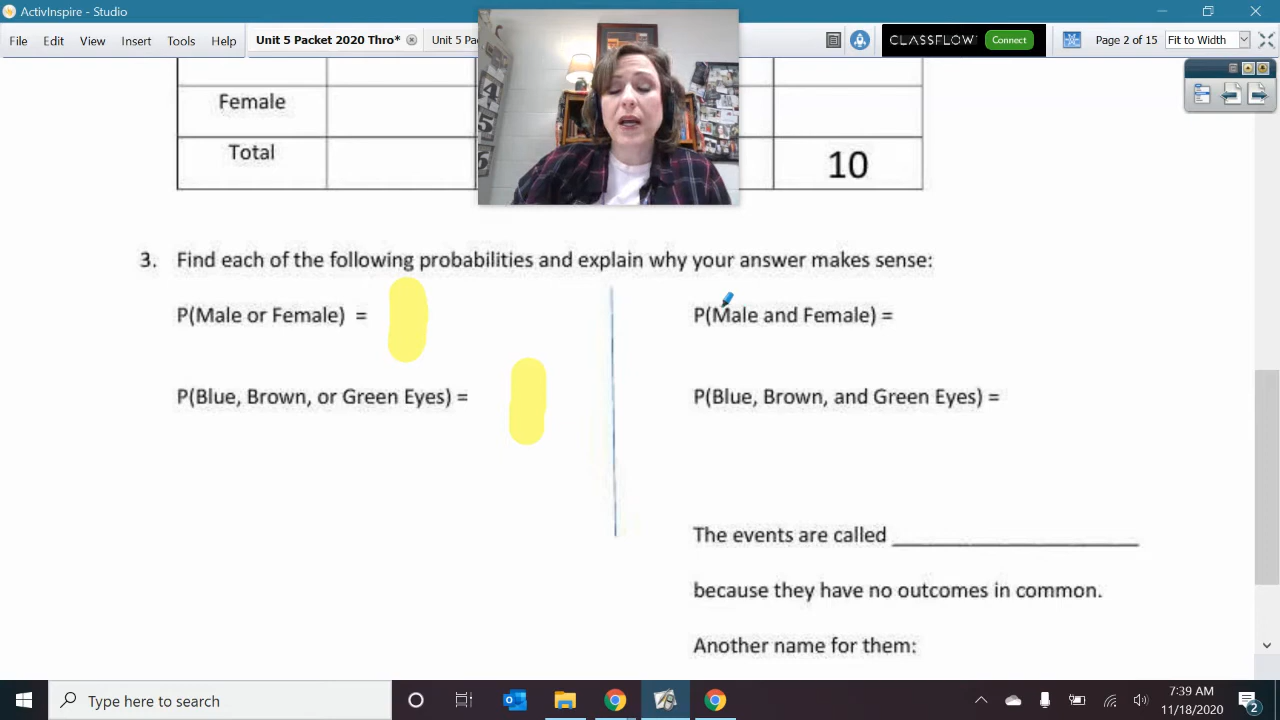 ActivInspire - Studio
File Edit View Insert Tools Help Unit 5 Packet 2020 Thro* Unit 5 Pa CLASSFLOW Connect Page 2 of 15 Fit to Width
Female
Total 10
3. Find each of the following probabilities and explain why your answer makes sense:
P(Male or Female) = P(Male and Female) =
P(Blue, Brown, or Green Eyes) = P(Blue, Brown, and Green Eyes) =
The events are called ______________________
because they have no outcomes in common.
Another name for them:
Type here to search
7:39 AM
11/18/2020
2